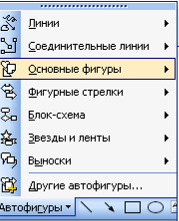 Линии
Соединительные линии
Основные фигуры
Фигурные стрелки
Блок-схема
Звезды и ленты
Выноски
Другие автофигуры...
Автофигуры